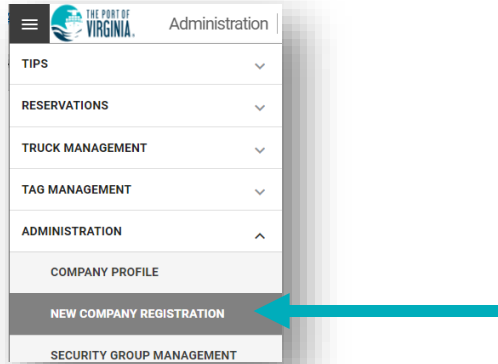 THE PORT OF
VIRGINIA. Administration
TIPS
RESERVATIONS
TRUCK MANAGEMENT
TAG MANAGEMENT
ADMINISTRATION
COMPANY PROFILE
NEW COMPANY REGISTRATION
SECURITY GROUP MANAGEMENT